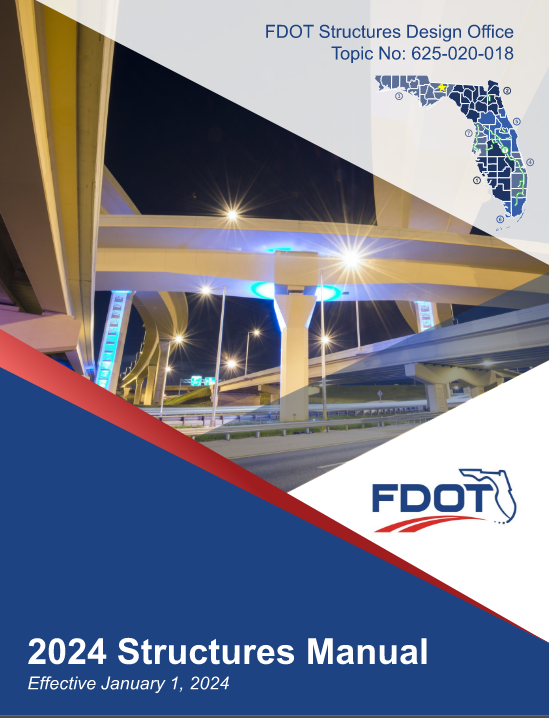 FDOT Structures Design Office
Topic No: 625-020-018
FDOT
2024 Structures Manual
Effective January 1, 2024